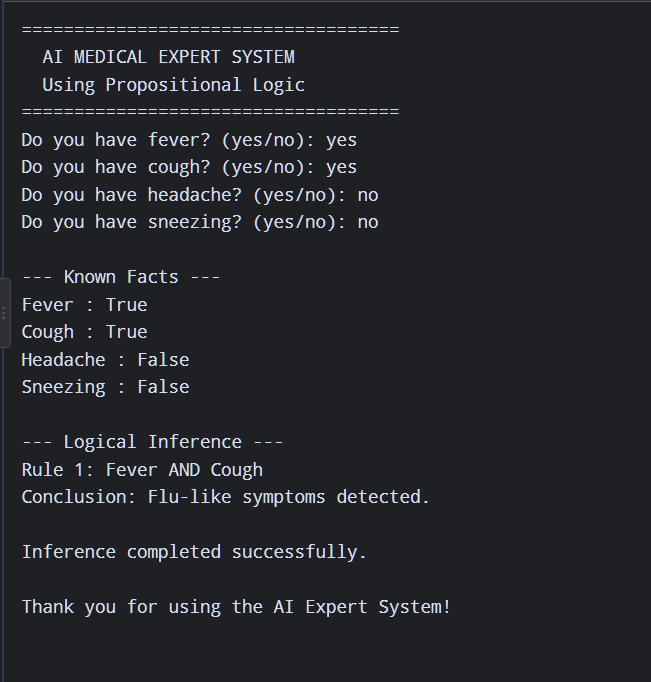 ====================================
AI MEDICAL EXPERT SYSTEM
Using Propositional Logic
====================================
Do you have fever? (yes/no): yes
Do you have cough? (yes/no): yes
Do you have headache? (yes/no): no
Do you have sneezing? (yes/no): no
--- Known Facts ---
Fever : True
Cough : True
Headache : False
Sneezing : False
--- Logical Inference ---
Rule 1: Fever AND Cough
Conclusion: Flu-like symptoms detected.
Inference completed successfully.
Thank you for using the AI Expert System!